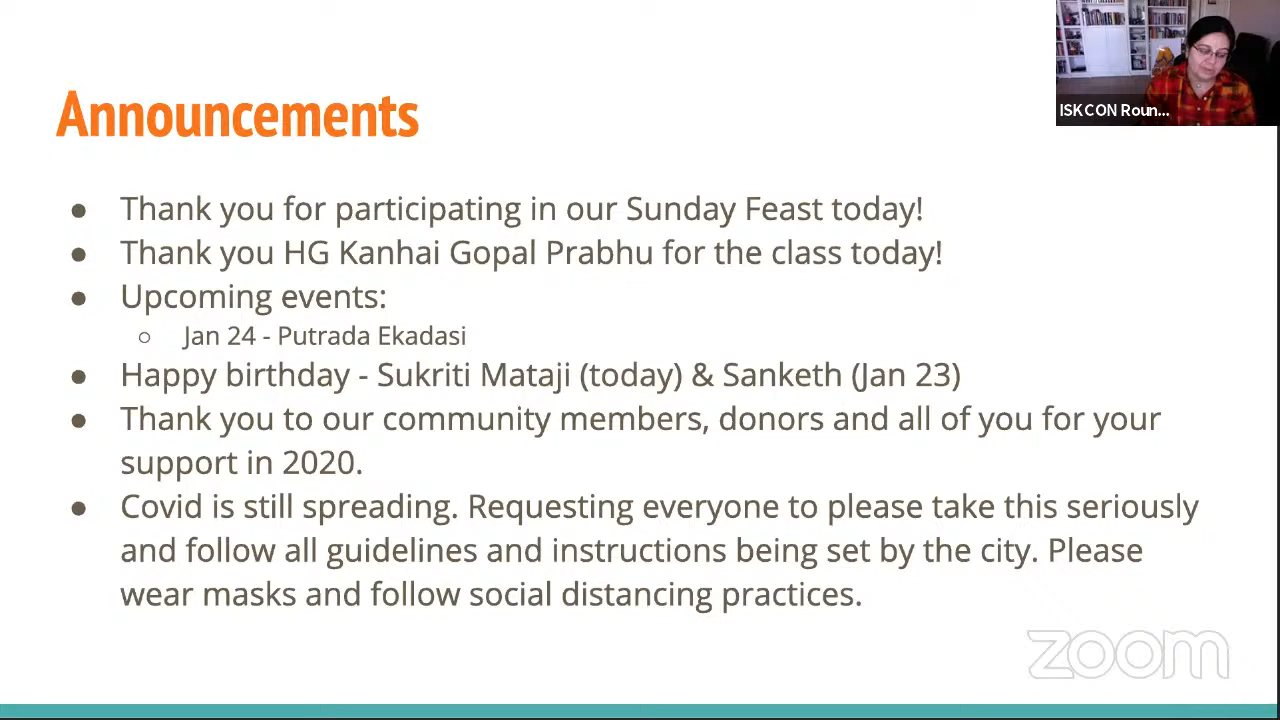 Announcements
ISKCON Roun...
● Thank you for participating in our Sunday Feast today!
● Thank you HG Kanhai Gopal Prabhu for the class today!
● Upcoming events:
○ Jan 24 - Putrada Ekadasi
● Happy birthday - Sukriti Mataji (today) & Sanketh (Jan 23)
● Thank you to our community members, donors and all of you for your
support in 2020.
● Covid is still spreading. Requesting everyone to please take this seriously
and follow all guidelines and instructions being set by the city. Please
wear masks and follow social distancing practices.
zoom